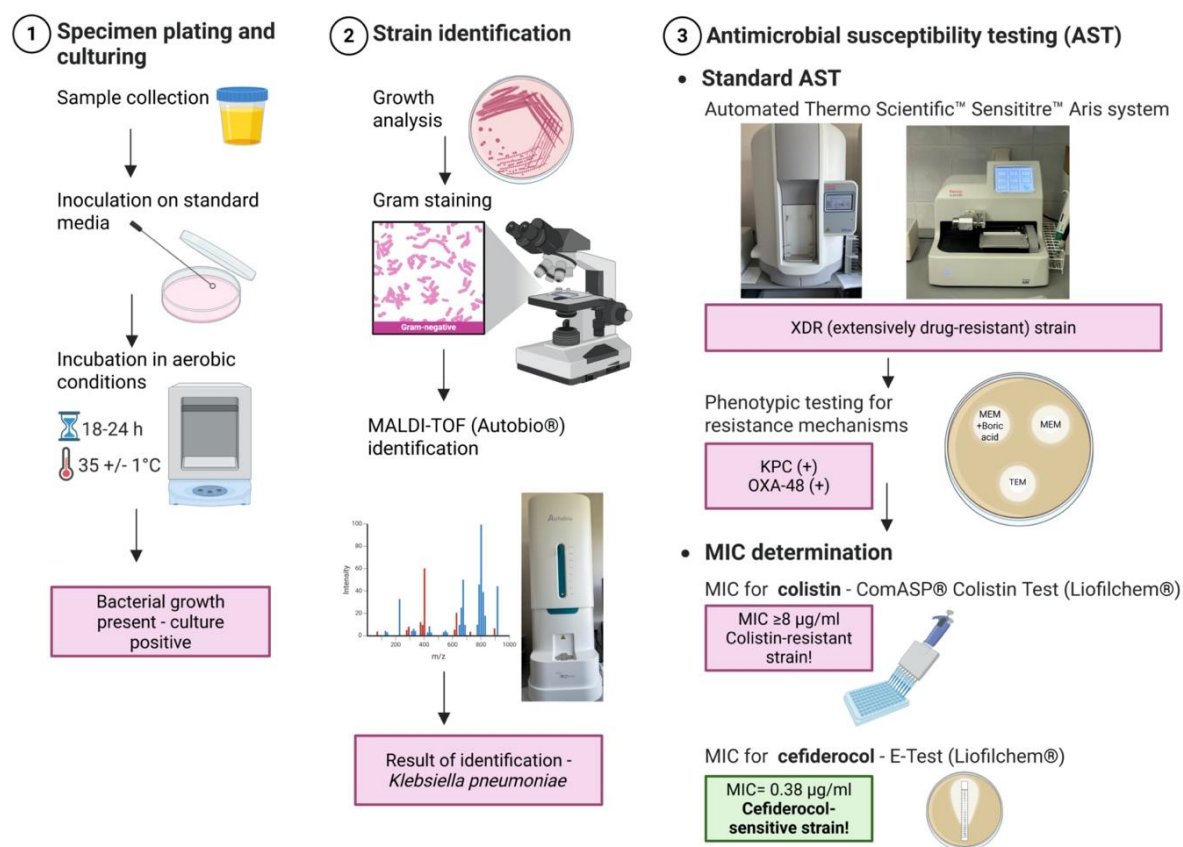 1
Specimen plating and
culturing
Sample collection
Inoculation on standard
media
Incubation in aerobic
conditions
18-24 h
35 +/- 1°C
Bacterial growth
present - culture
positive
2
Strain identification
Growth
analysis
Gram staining
Gram-negative
MALDI-TOF (Autobio®)
identification
Intensity
100
80
60
40
20
0
200
400
600
800
1000
m/z
Autobio
Result of identification -
Klebsiella pneumoniae
3
Antimicrobial susceptibility testing (AST)
• Standard AST
Automated Thermo Scientific™ Sensititre™ Aris system
XDR (extensively drug-resistant) strain
Phenotypic testing for
resistance mechanisms
KPC (+)
OXA-48 (+)
MEM
+Boric
acid
MEM
TEM
• MIC determination
MIC for colistin - ComASP® Colistin Test (Liofilchem®)
MIC ≥8 µg/ml
Colistin-resistant
strain!
MIC for cefiderocol - E-Test (Liofilchem®)
MIC= 0.38 µg/ml
Cefiderocol-
sensitive strain!